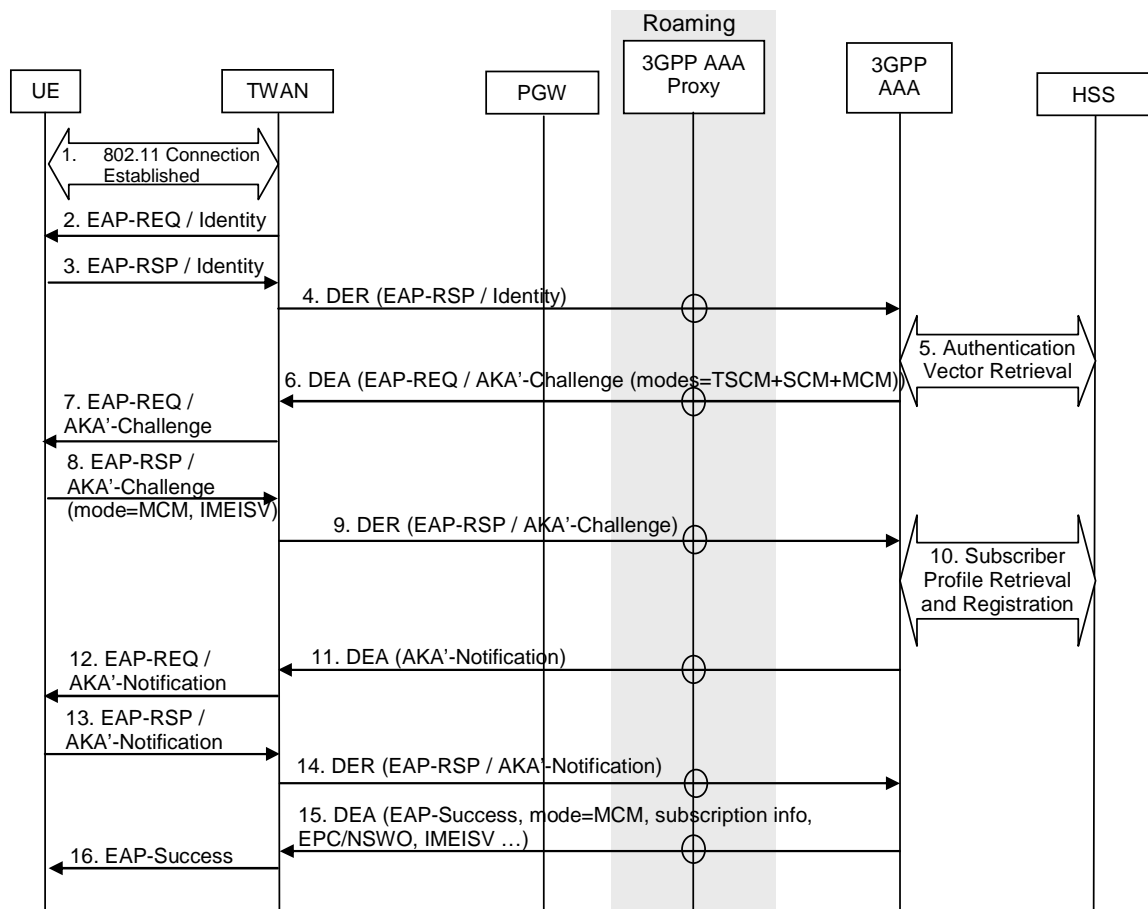 Roaming
UE
TWAN
PGW
3GPP AAA
Proxy
3GPP
AAA
HSS
1. 802.11 Connection
Established
2. EAP-REQ / Identity
3. EAP-RSP / Identity
4. DER (EAP-RSP / Identity)
5. Authentication
Vector Retrieval
6. DEA (EAP-REQ / AKA'-Challenge (modes=TSCM+SCM+MCM))
7. EAP-REQ /
AKA'-Challenge
8. EAP-RSP /
AKA'-Challenge
(mode=MCM, IMEISV)
9. DER (EAP-RSP / AKA'-Challenge)
10. Subscriber
Profile Retrieval
and Registration
11. DEA (AKA'-Notification)
12. EAP-REQ /
AKA'-Notification
13. EAP-RSP /
AKA'-Notification
14. DER (EAP-RSP / AKA'-Notification)
15. DEA (EAP-Success, mode=MCM, subscription info,
EPC/NSWO, IMEISV …)
16. EAP-Success